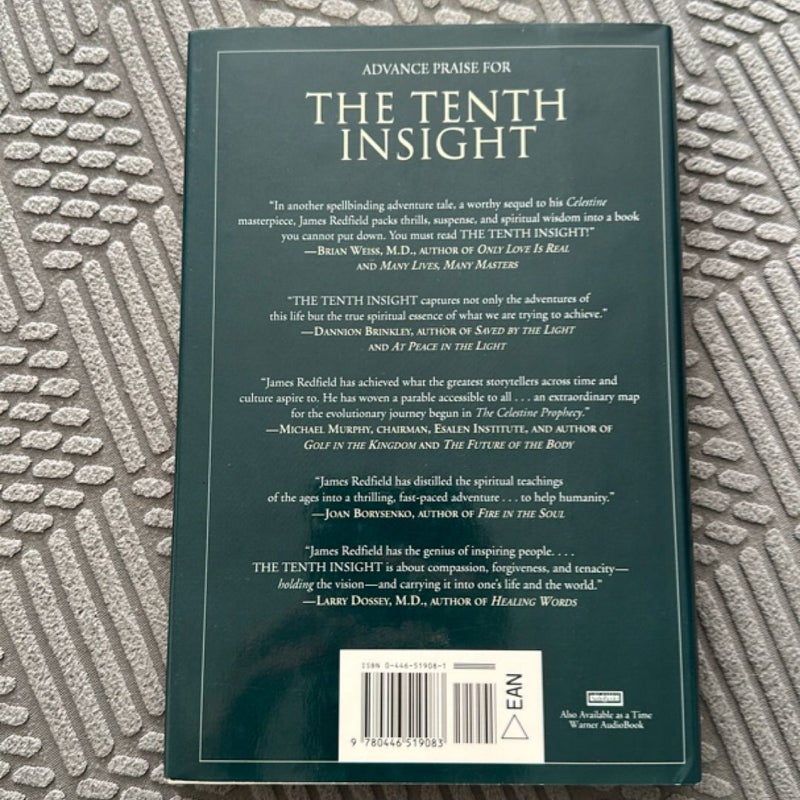 ADVANCE PRAISE FOR
THE TENTH
INSIGHT
“In another spellbinding adventure tale, a worthy sequel to his Celestine
masterpiece, James Redfield packs thrills, suspense, and spiritual wisdom into a book
you cannot put down. You must read THE TENTH INSIGHT!”
—BRIAN WEISS, M.D., AUTHOR OF ONLY LOVE IS REAL
AND MANY LIVES, MANY MASTERS
“THE TENTH INSIGHT captures not only the adventures of
this life but the true spiritual essence of what we are trying to achieve.”
—DANNION BRINKLEY, AUTHOR OF SAVED BY THE LIGHT
AND AT PEACE IN THE LIGHT
“James Redfield has achieved what the greatest storytellers across time and
culture aspire to. He has woven a parable accessible to all . . . an extraordinary map
for the evolutionary journey begun in The Celestine Prophecy.”
—MICHAEL MURPHY, CHAIRMAN, ESALEN INSTITUTE, AND AUTHOR OF
GOLF IN THE KINGDOM AND THE FUTURE OF THE BODY
“James Redfield has distilled the spiritual teachings
of the ages into a thrilling, fast-paced adventure . . . to help humanity.”
—JOAN BORYSENKO, AUTHOR OF FIRE IN THE SOUL
“James Redfield has the genius of inspiring people. . . .
THE TENTH INSIGHT is about compassion, forgiveness, and tenacity—
holding the vision—and carrying it into one’s life and the world.”
—LARRY DOSSEY, M.D., AUTHOR OF HEALING WORDS
ISBN 0-446-51908-1
EAN
9 780446 519083
Also Available as a Time
Warner AudioBook